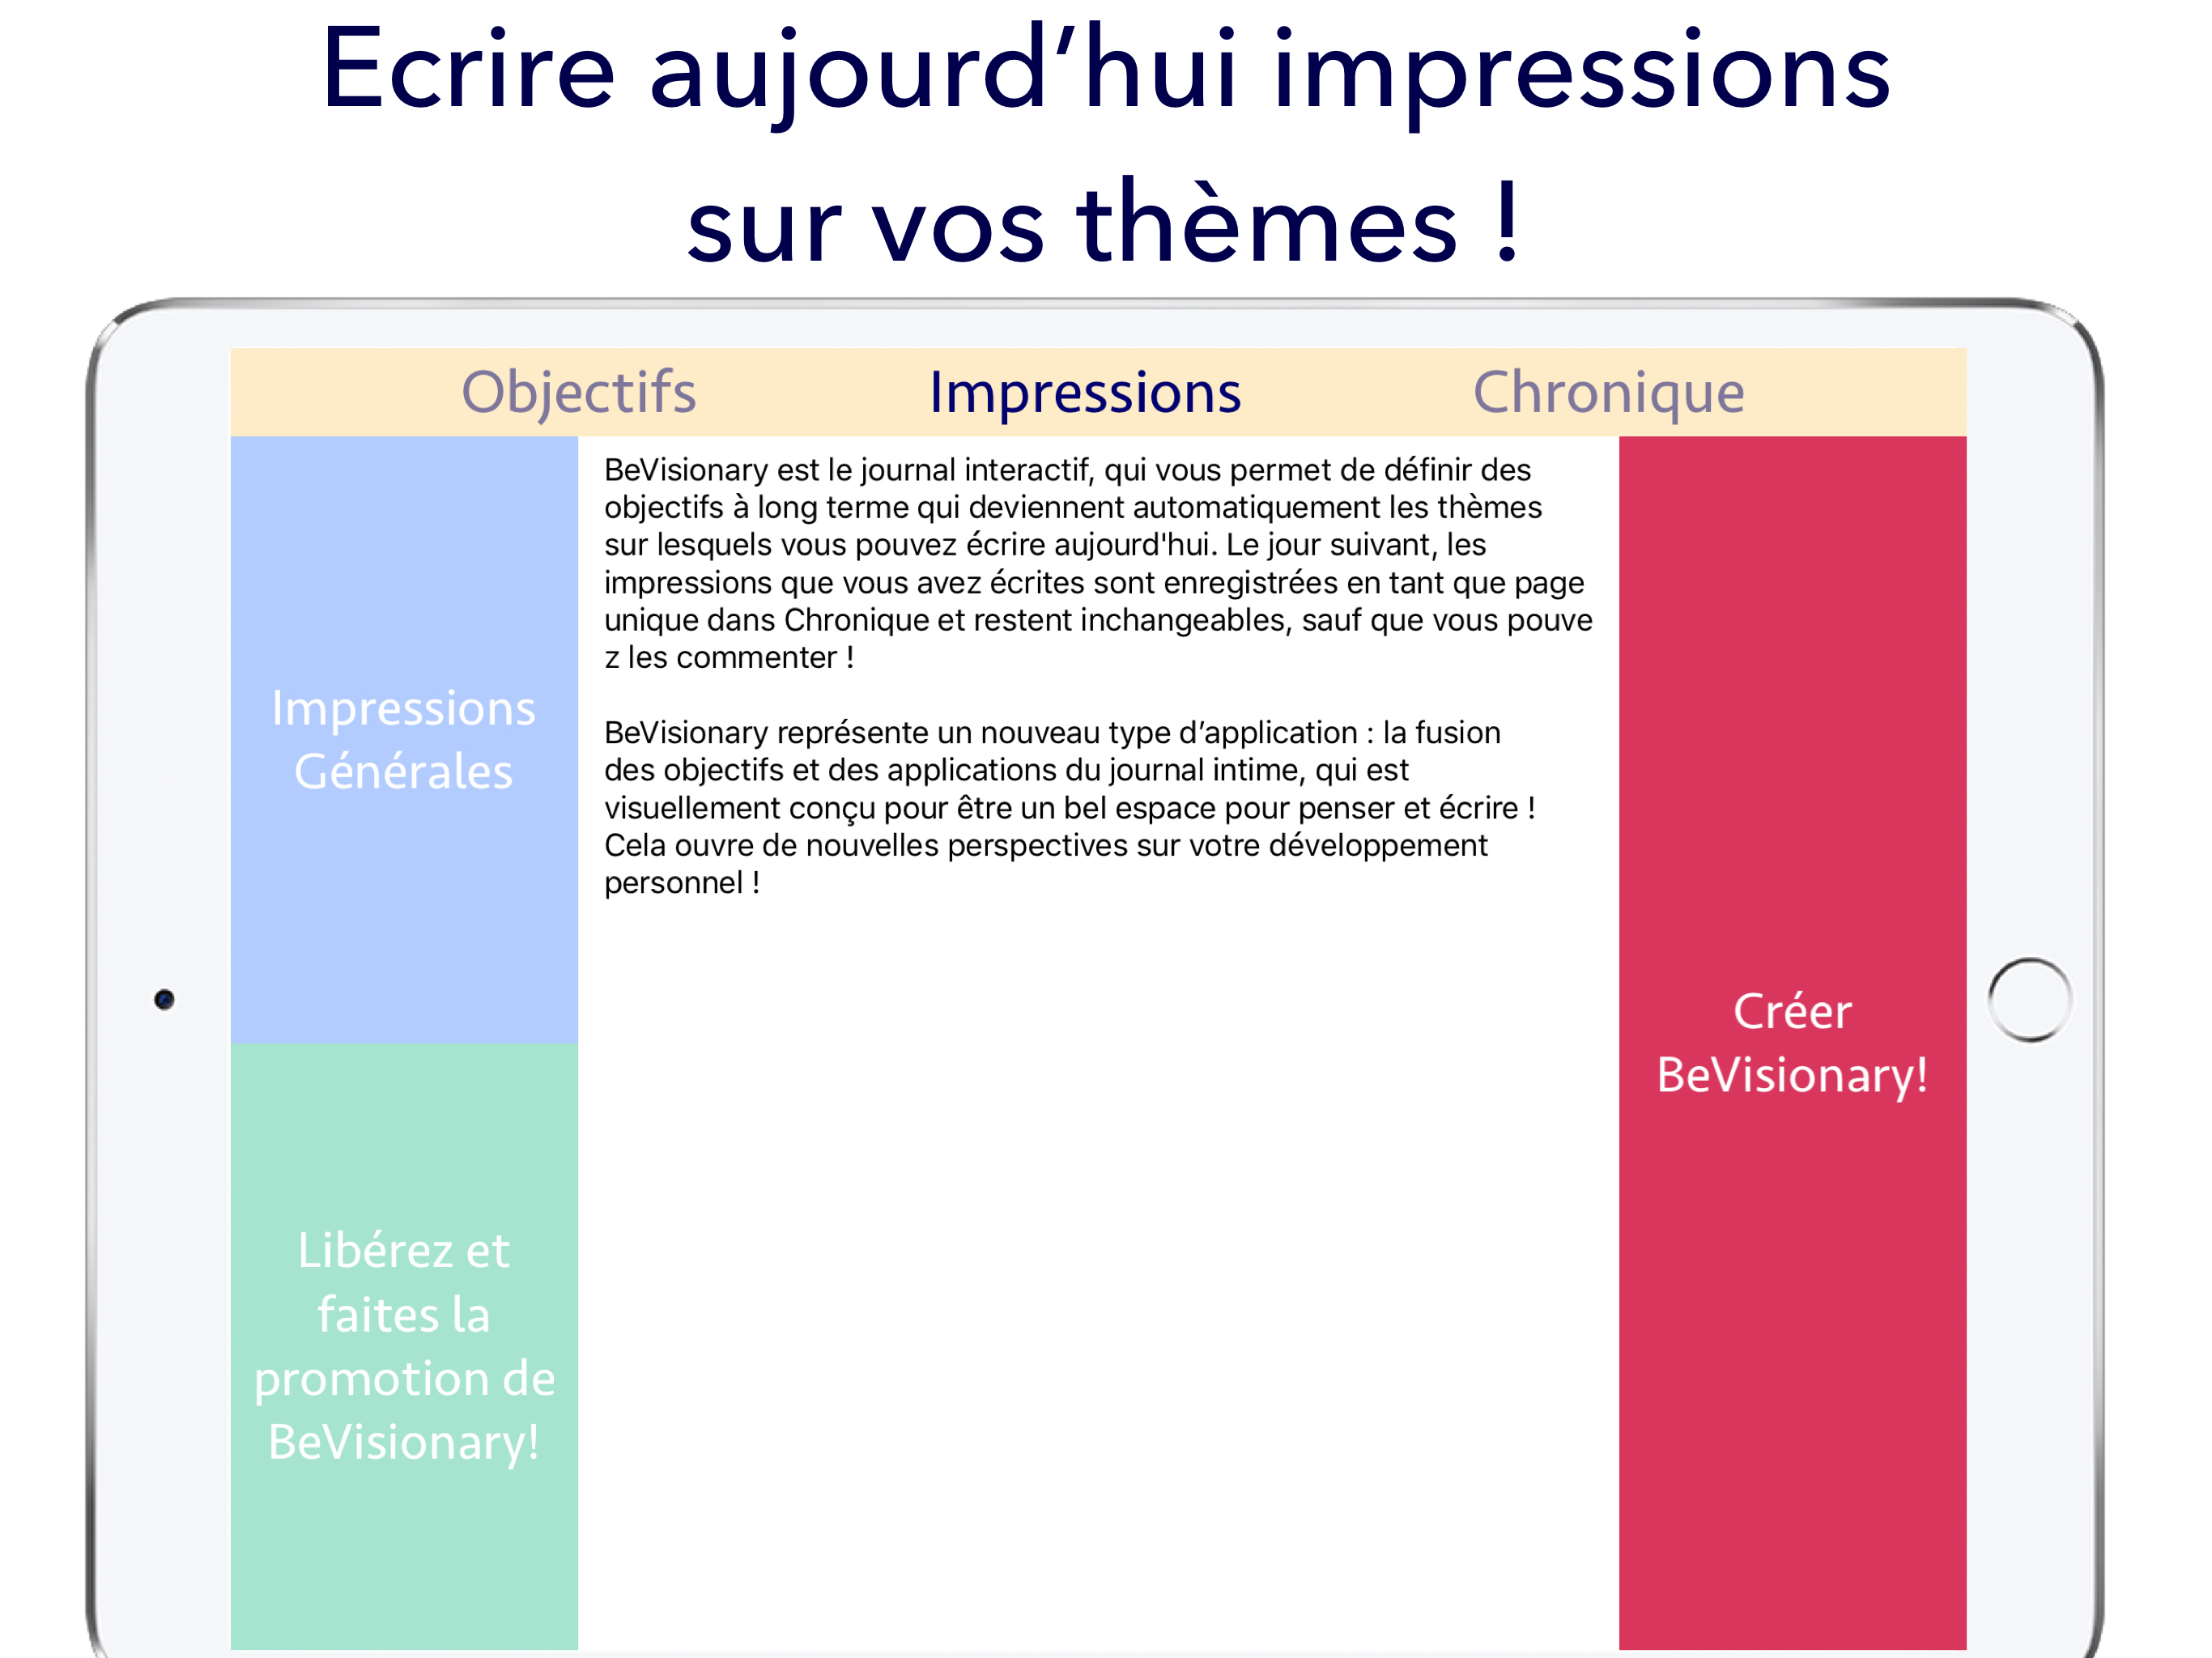 Ecrire aujourd’hui impressions
sur vos thèmes !
Objectifs
Impressions
Chronique
Impressions
Générales
BeVisionary est le journal interactif, qui vous permet de définir des
objectifs à long terme qui deviennent automatiquement les thèmes
sur lesquels vous pouvez écrire aujourd'hui. Le jour suivant, les
impressions que vous avez écrites sont enregistrées en tant que page
unique dans Chronique et restent inchangeables, sauf que vous pouve
z les commenter !
BeVisionary représente un nouveau type d’application : la fusion
des objectifs et des applications du journal intime, qui est
visuellement conçu pour être un bel espace pour penser et écrire !
Cela ouvre de nouvelles perspectives sur votre développement
personnel !
Créer
BeVisionary!
Libérez et
faites la
promotion de
BeVisionary!